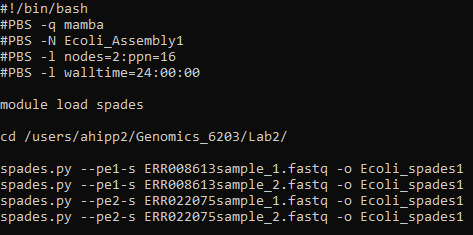 #!/bin/bash
#PBS -q mamba
#PBS -N Ecoli_Assembly1
#PBS -l nodes=2:ppn=16
#PBS -l walltime=24:00:00
module load spades
cd /users/ahipp2/Genomics_6203/Lab2/
spades.py --pe1-s ERR008613sample_1.fastq -o Ecoli_spades1
spades.py --pe1-s ERR008613sample_2.fastq -o Ecoli_spades1
spades.py --pe2-s ERR022075sample_1.fastq -o Ecoli_spades1
spades.py --pe2-s ERR022075sample_2.fastq -o Ecoli_spades1